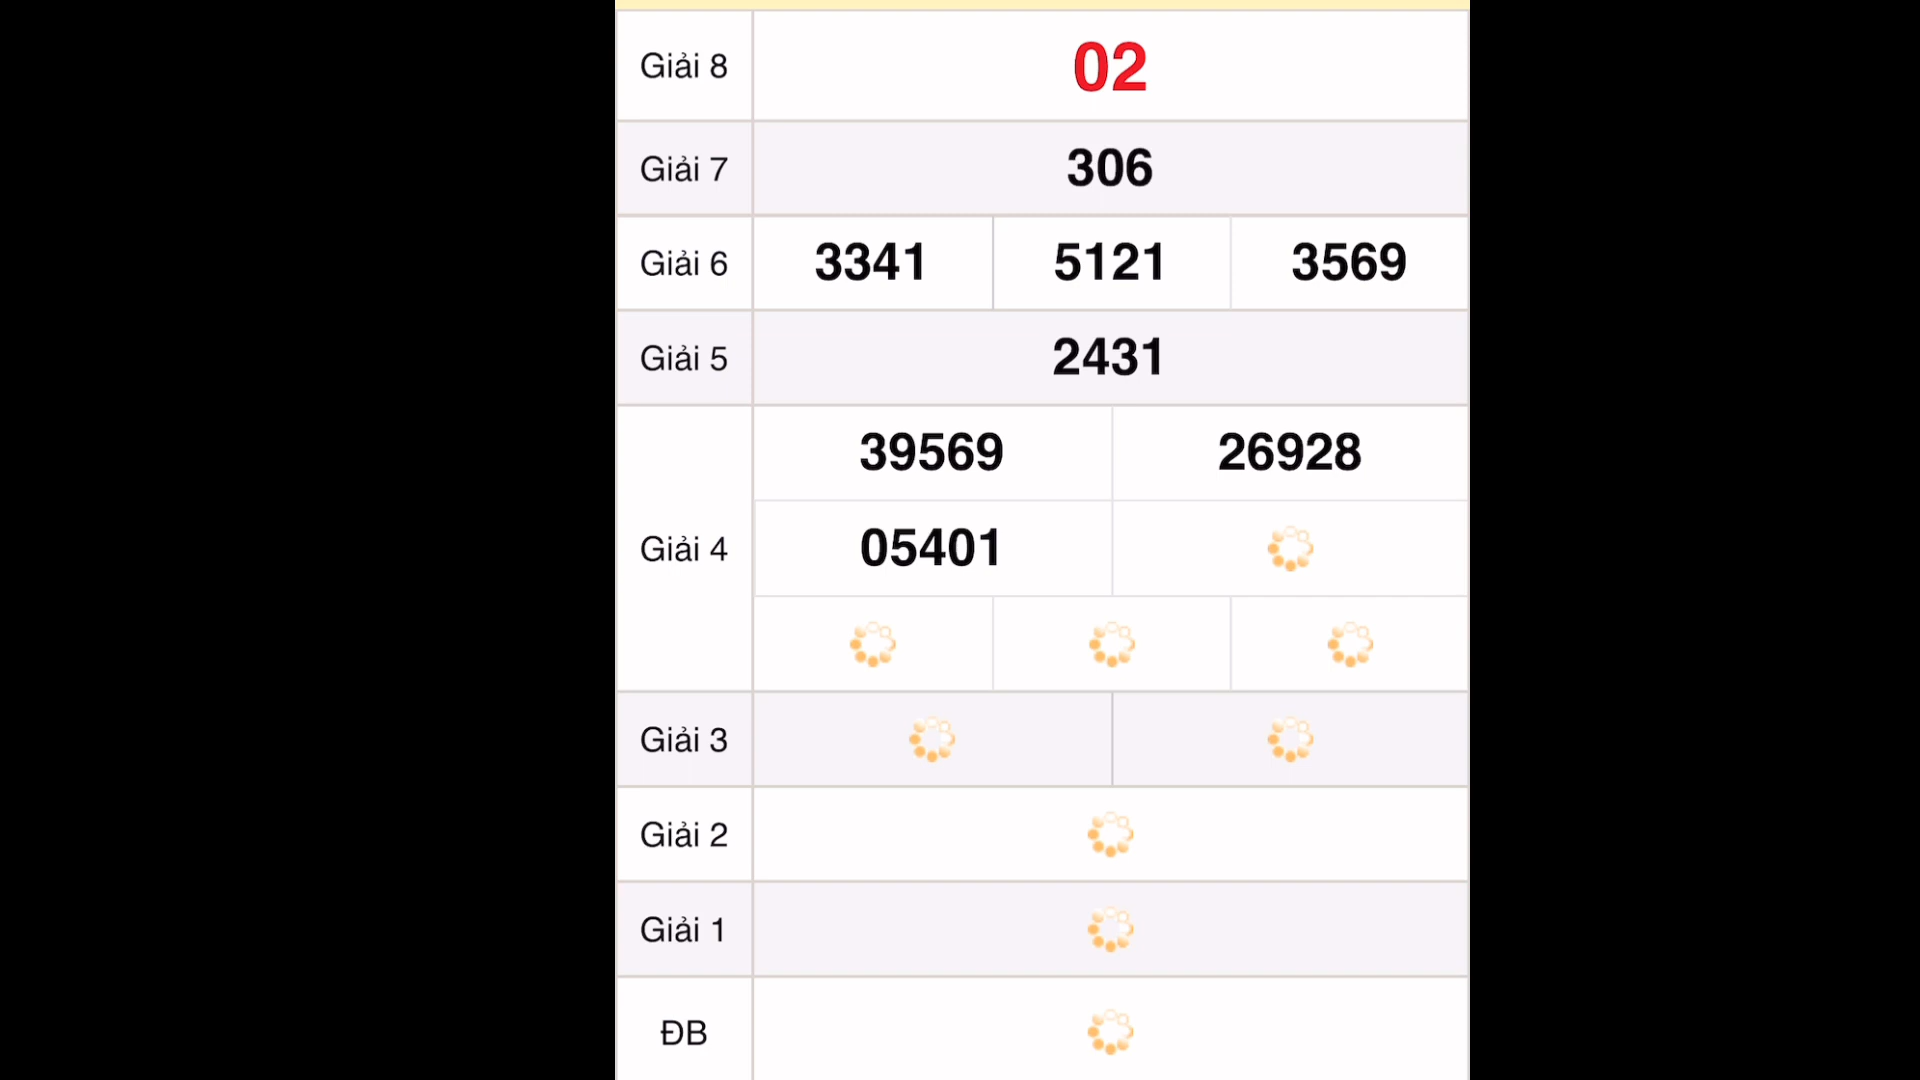 Giải 8 02
Giải 7 306
Giải 6 3341 5121 3569
Giải 5 2431
Giải 4 39569 26928
05401
Giải 3
Giải 2
Giải 1
ĐB